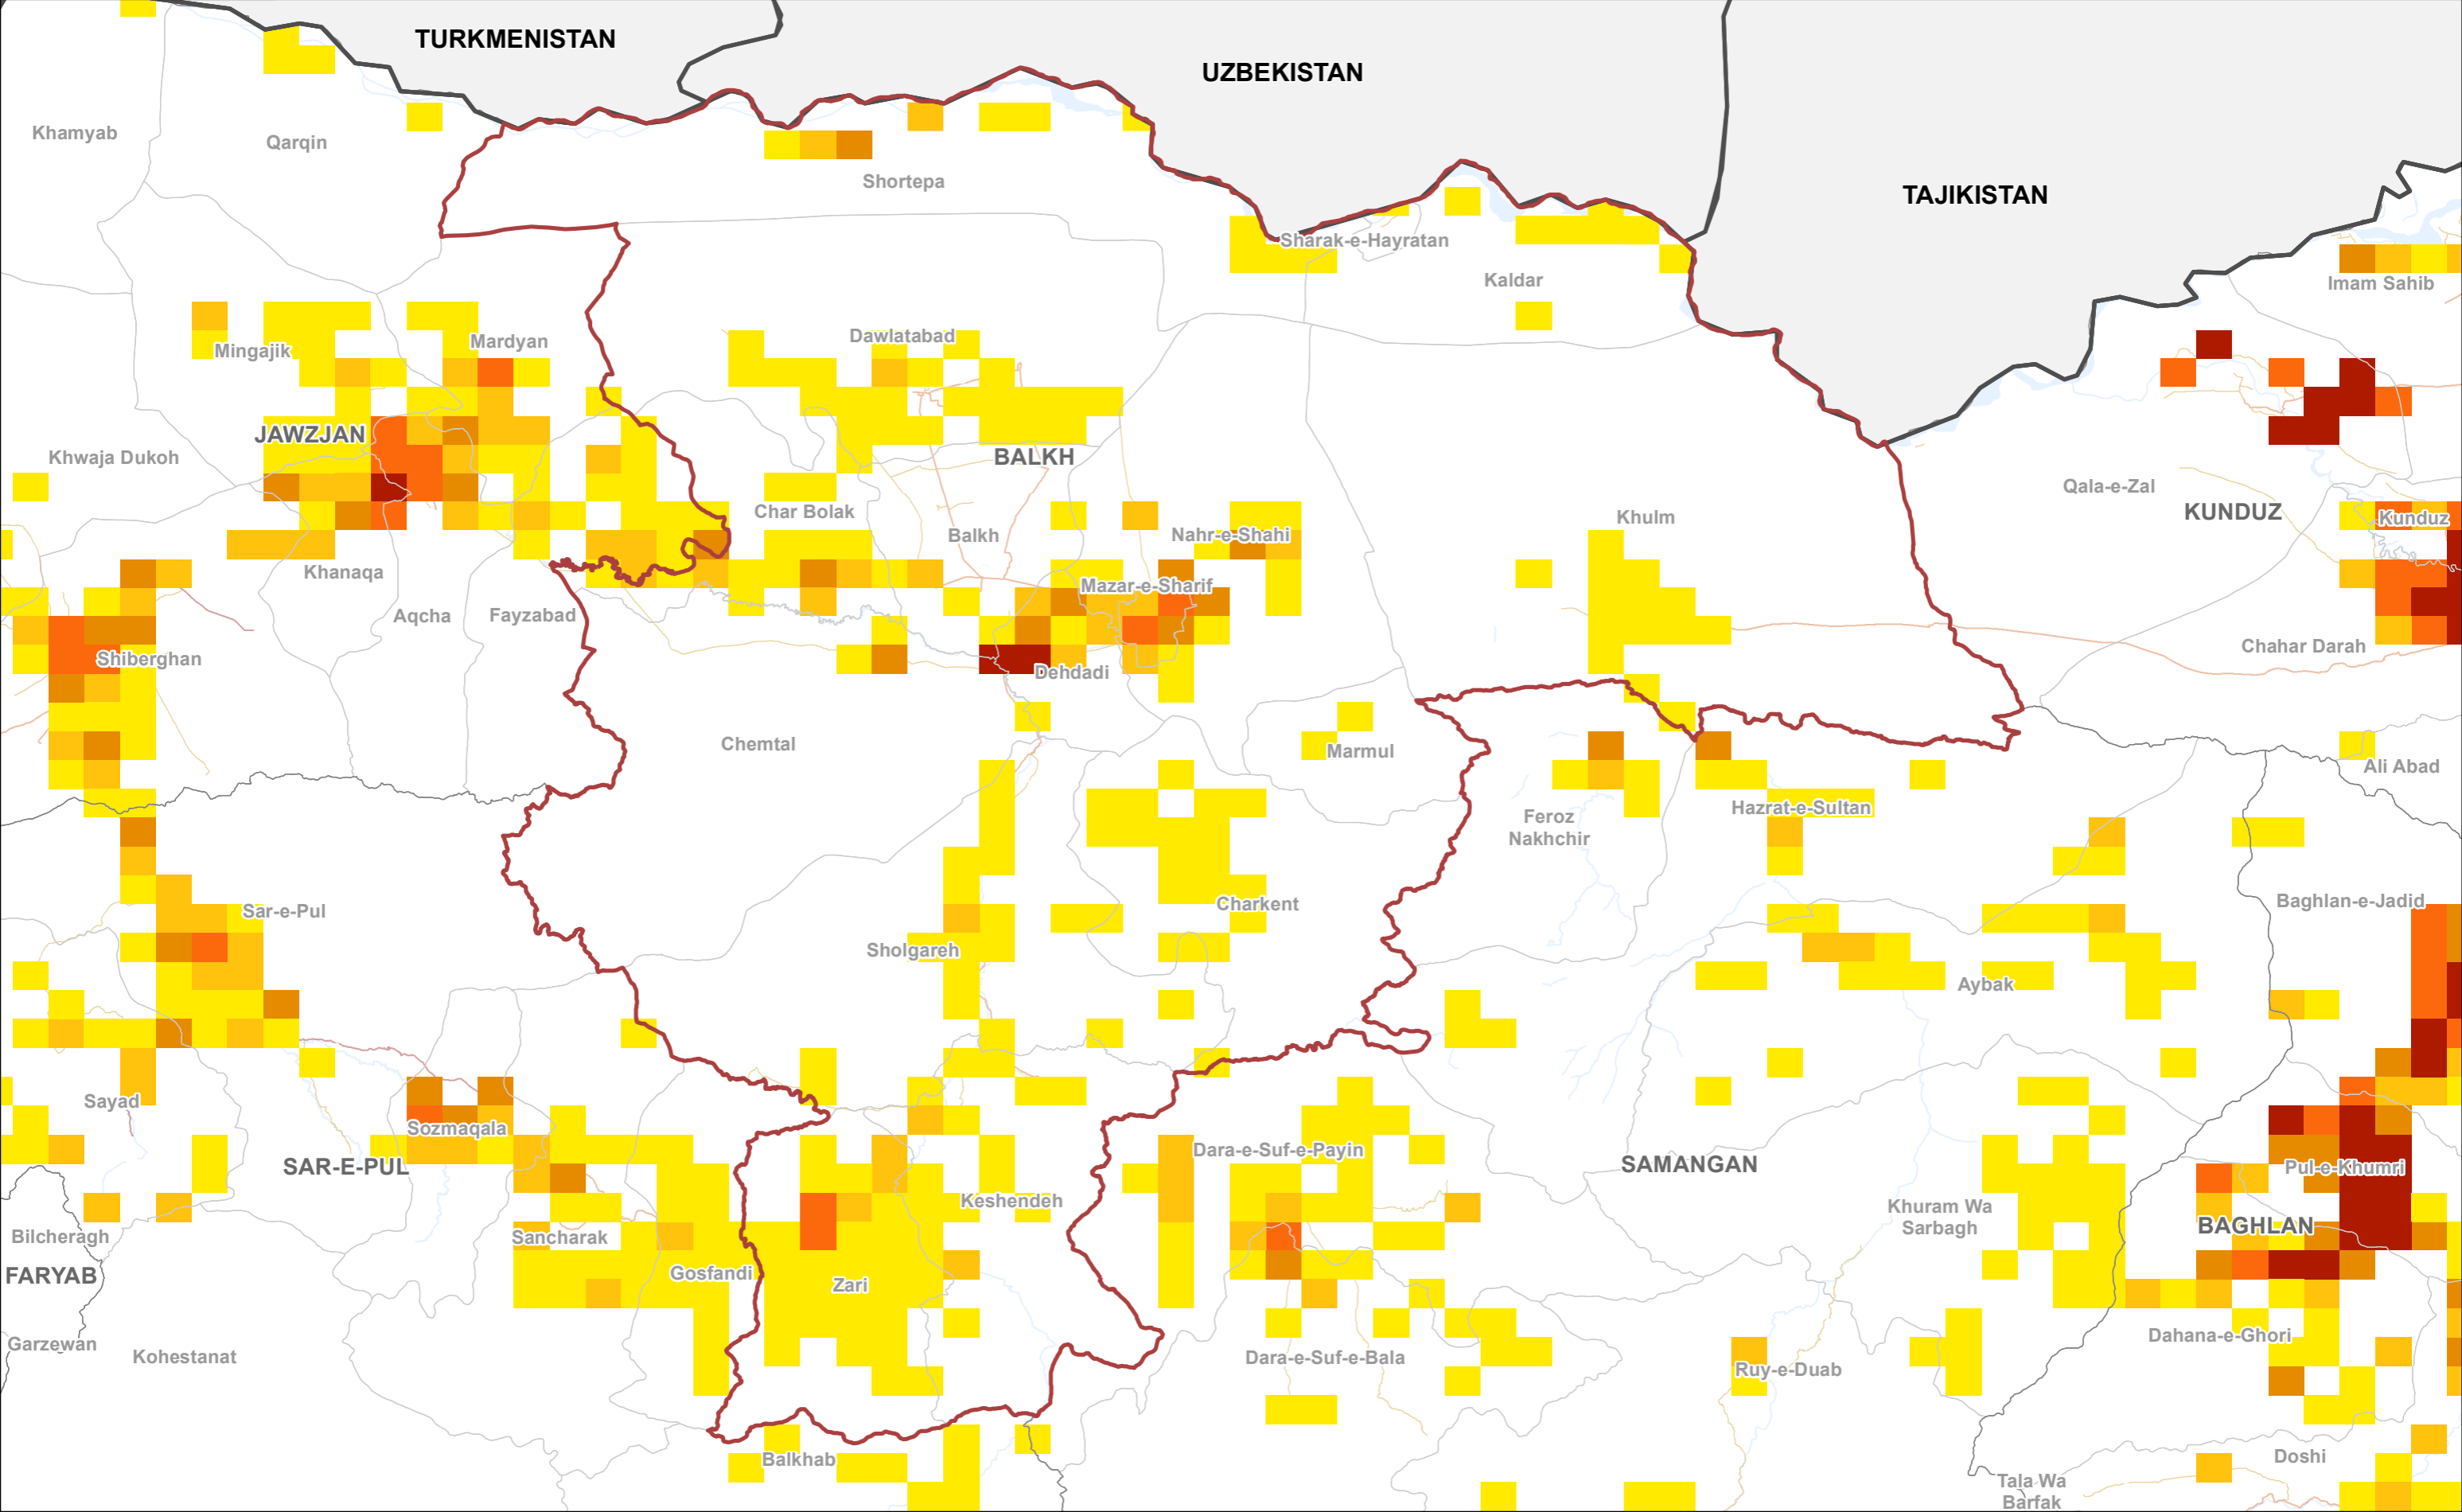 TURKMENISTAN
UZBEKISTAN
TAJIKISTAN
Khamyab
Qarqin
Shortepa
Sharak-e-Hayratan
Kaldar
Imam Sahib
Mingajik
Mardyan
Dawlatabad
JAWZJAN
Khwaja Dukoh
BALKH
Qala-e-Zal
KUNDUZ
Kunduz
Char Bolak
Balkh
Nahr-e-Shahi
Khulm
Khanaqa
Aqcha
Fayzabad
Mazar-e-Sharif
Shiberghan
Dehdadi
Chahar Darah
Chemtal
Marmul
Ali Abad
Feroz
Nakhchir
Hazrat-e-Sultan
Sar-e-Pul
Charkent
Baghlan-e-Jadid
Sholgareh
Aybak
Sayad
Sozmaqala
SAR-E-PUL
Dara-e-Suf-e-Payin
SAMANGAN
Pul-e-Khumri
Bilcheragh
Sancharak
Keshendeh
Khuram Wa
Sarbagh
BAGHLAN
FARYAB
Gosfandi
Zari
Garzewan
Kohestanat
Dara-e-Suf-e-Bala
Ruy-e-Duab
Dahana-e-Ghori
Balkhab
Doshi
Tala Wa
Barfak